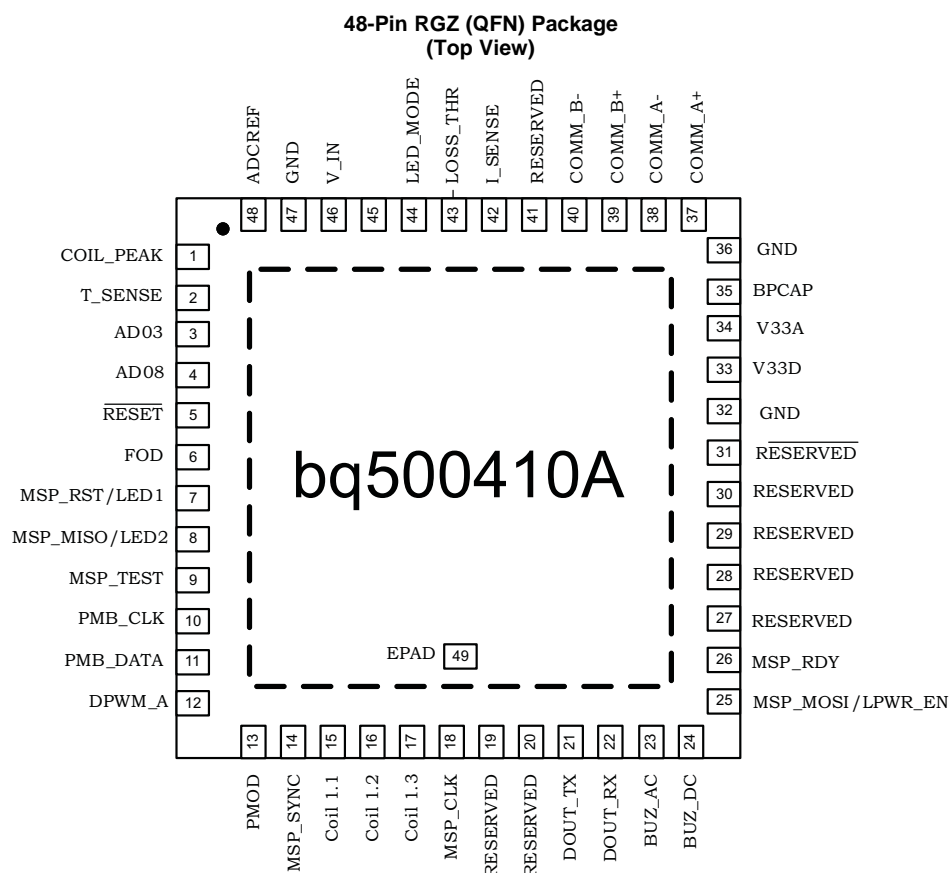 48-Pin RGZ (QFN) Package
(Top View)
ADCREF
GND
V_IN
LED_MODE
LOSS_THR
I_SENSE
RESERVED
COMM_B-
COMM_B+
COMM_A-
COMM_A+
48
47
46
45
44
43
42
41
40
39
38
37
COIL_PEAK 1
T_SENSE 2
AD03 3
AD08 4
RESET 5
FOD 6
MSP_RST/LED1 7
MSP_MISO/LED2 8
MSP_TEST 9
PMB_CLK 10
PMB_DATA 11
DPWM_A 12
bq500410A
EPAD 49
36 GND
35 BPCAP
34 V33A
33 V33D
32 GND
31 RESERVED
30 RESERVED
29 RESERVED
28 RESERVED
27 RESERVED
26 MSP_RDY
25 MSP_MOSI/LPWR_EN
13
14
15
16
17
18
19
20
21
22
23
24
PMOD
MSP_SYNC
Coil 1.1
Coil 1.2
Coil 1.3
MSP_CLK
RESERVED
RESERVED
DOUT_TX
DOUT_RX
BUZ_AC
BUZ_DC